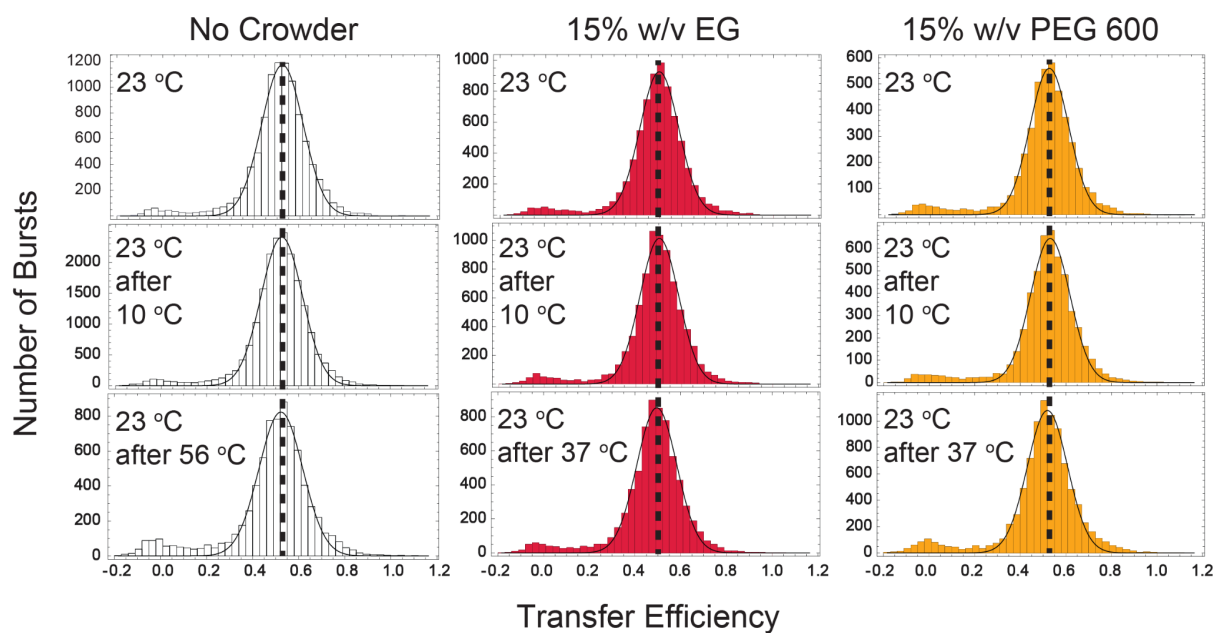 No Crowder
15% w/v EG
15% w/v PEG 600
Number of Bursts
1200
1000
800
600
400
200
23 °C
1000
800
600
400
200
23 °C
600
500
400
300
200
100
23 °C
2000
1500
1000
500
0
23 °C
after
10 °C
1000
800
600
400
200
23 °C
after
10 °C
600
500
400
300
200
100
0
23 °C
after
10 °C
800
600
400
200
0
23 °C
after 56 °C
800
600
400
200
0
23 °C
after 37 °C
1000
800
600
400
200
0
23 °C
after 37 °C
-0.2 0.0 0.2 0.4 0.6 0.8 1.0 1.2
-0.2 0.0 0.2 0.4 0.6 0.8 1.0 1.2
-0.2 0.0 0.2 0.4 0.6 0.8 1.0 1.2
Transfer Efficiency